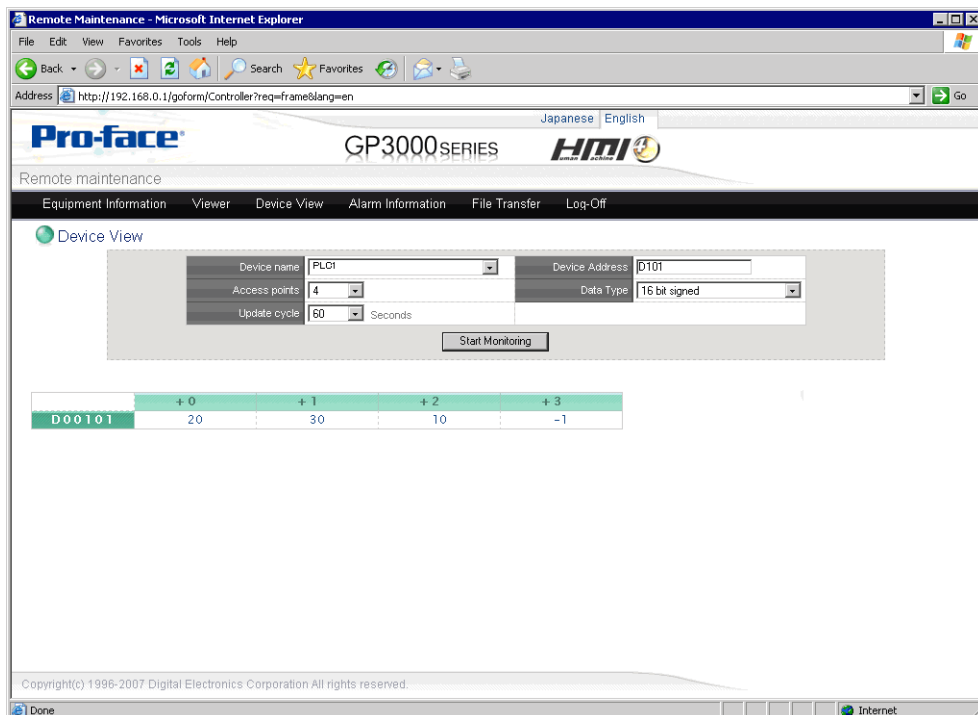 Remote Maintenance - Microsoft Internet Explorer
File Edit View Favorites Tools Help
Back Search Favorites
Address http://192.168.0.1/goform/Controller?req=frame&lang=en Go
Japanese English
Pro-face GP3000 SERIES HMI
Human Machine
Remote maintenance
Equipment Information Viewer Device View Alarm Information File Transfer Log-Off
Device View
Device name PLC1 Device Address D101
Access points 4 Data Type 16 bit signed
Update cycle 60 Seconds
Start Monitoring
+0 +1 +2 +3
D00101 20 30 10 -1
Copyright(c) 1996-2007 Digital Electronics Corporation All rights reserved.
Done Internet